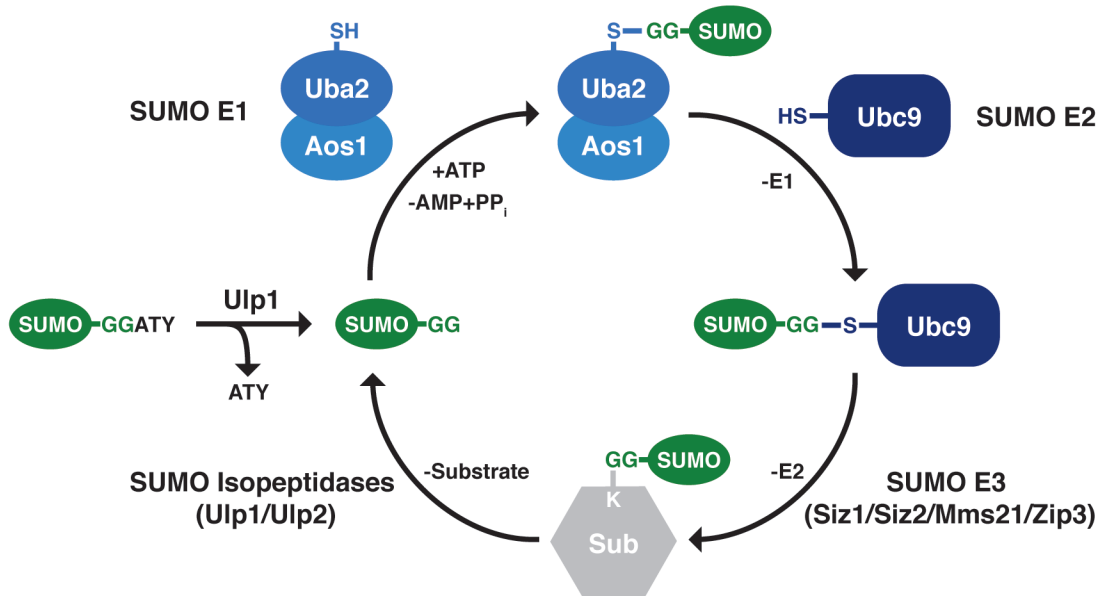 SH
S GG SUMO
Uba2
Aos1
SUMO E1
Uba2
Aos1
HS Ubc9
SUMO E2
+ATP
-AMP+PPi
-E1
SUMO GGATY
Ulp1
ATY
SUMO GG
SUMO GG S Ubc9
SUMO Isopeptidases
(Ulp1/Ulp2)
-Substrate
GG SUMO
K
Sub
-E2
SUMO E3
(Siz1/Siz2/Mms21/Zip3)